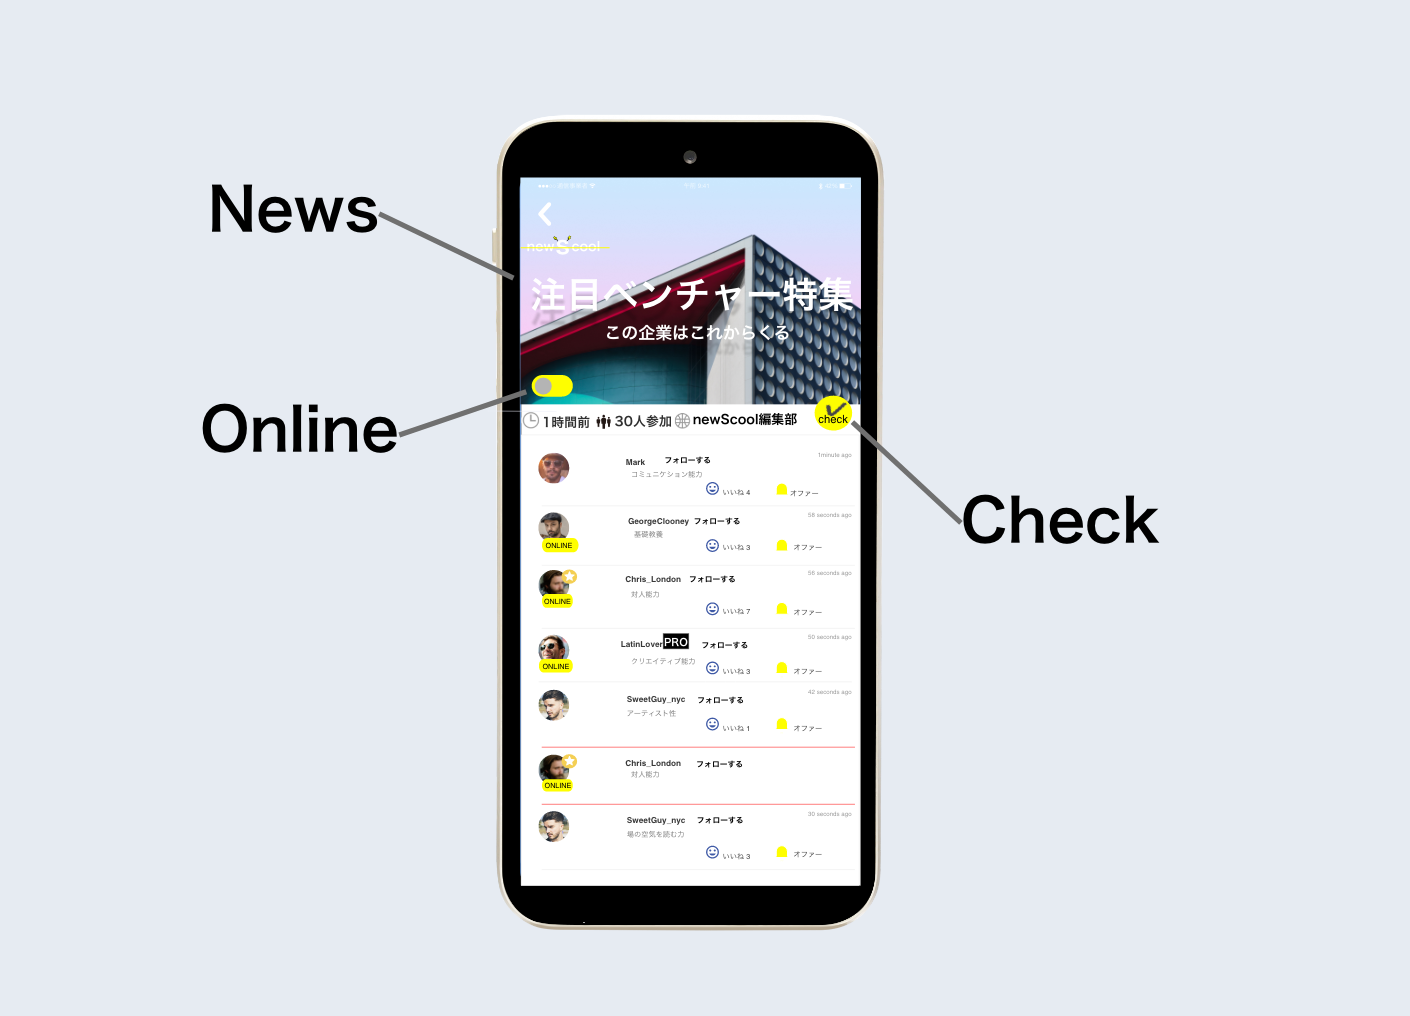 News
Online
Check
newScool
注目ベンチャー特集
この企業はこれからくる
1時間前 30人参加 newScool編集部 check
Mark フォローする 1minute ago
コミュニケション能力
いいね 4 オファー
GeorgeClooney フォローする 58 seconds ago
基礎教養
ONLINE いいね 3 オファー
Chris_London フォローする 56 seconds ago
対人能力
ONLINE いいね 7 オファー
LatinLover PRO フォローする 50 seconds ago
クリエイティブ能力
ONLINE いいね 3 オファー
SweetGuy_nyc フォローする 42 seconds ago
アーティスト性
いいね 1 オファー
Chris_London フォローする
対人能力
ONLINE
SweetGuy_nyc フォローする 30 seconds ago
場の空気を読む力
いいね 3 オファー